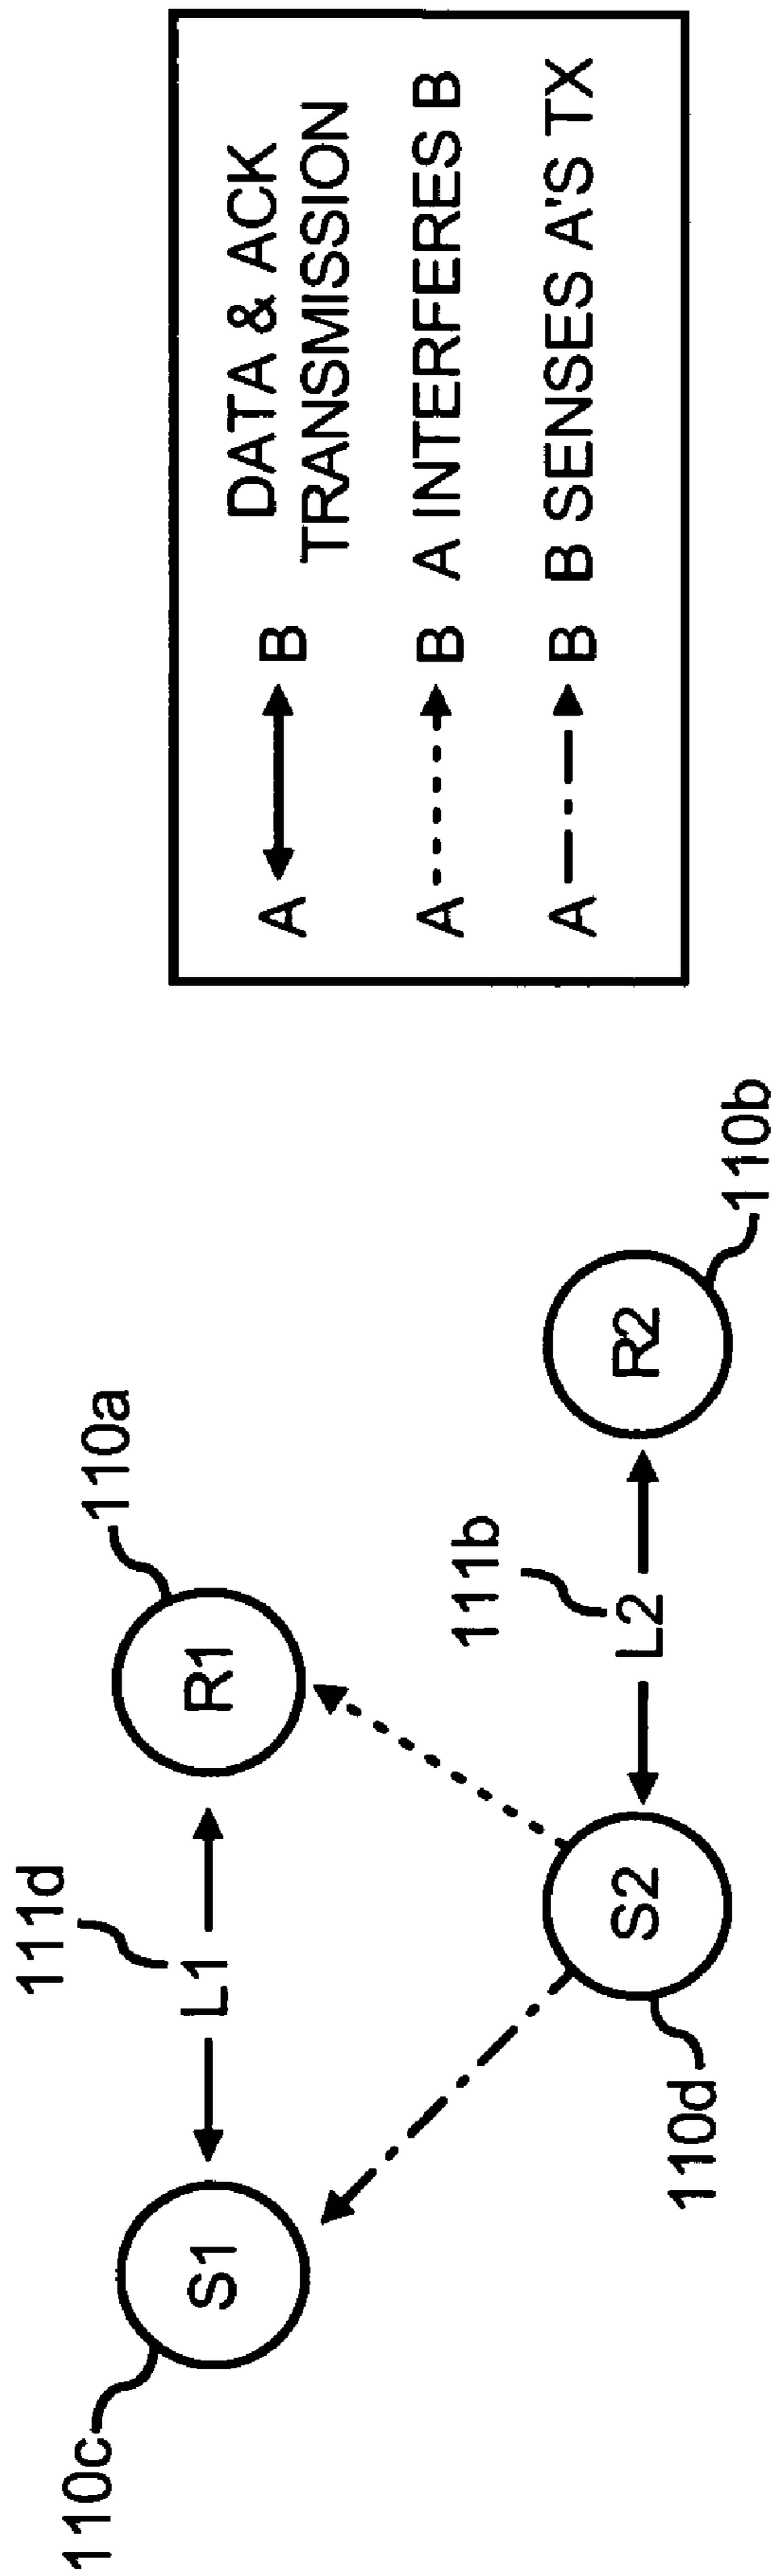 110c
S1
111d
L1
110a
R1
110d
S2
111b
L2
R2
110b
A B DATA & ACK
TRANSMISSION
A B A INTERFERES B
A B B SENSES A'S TX